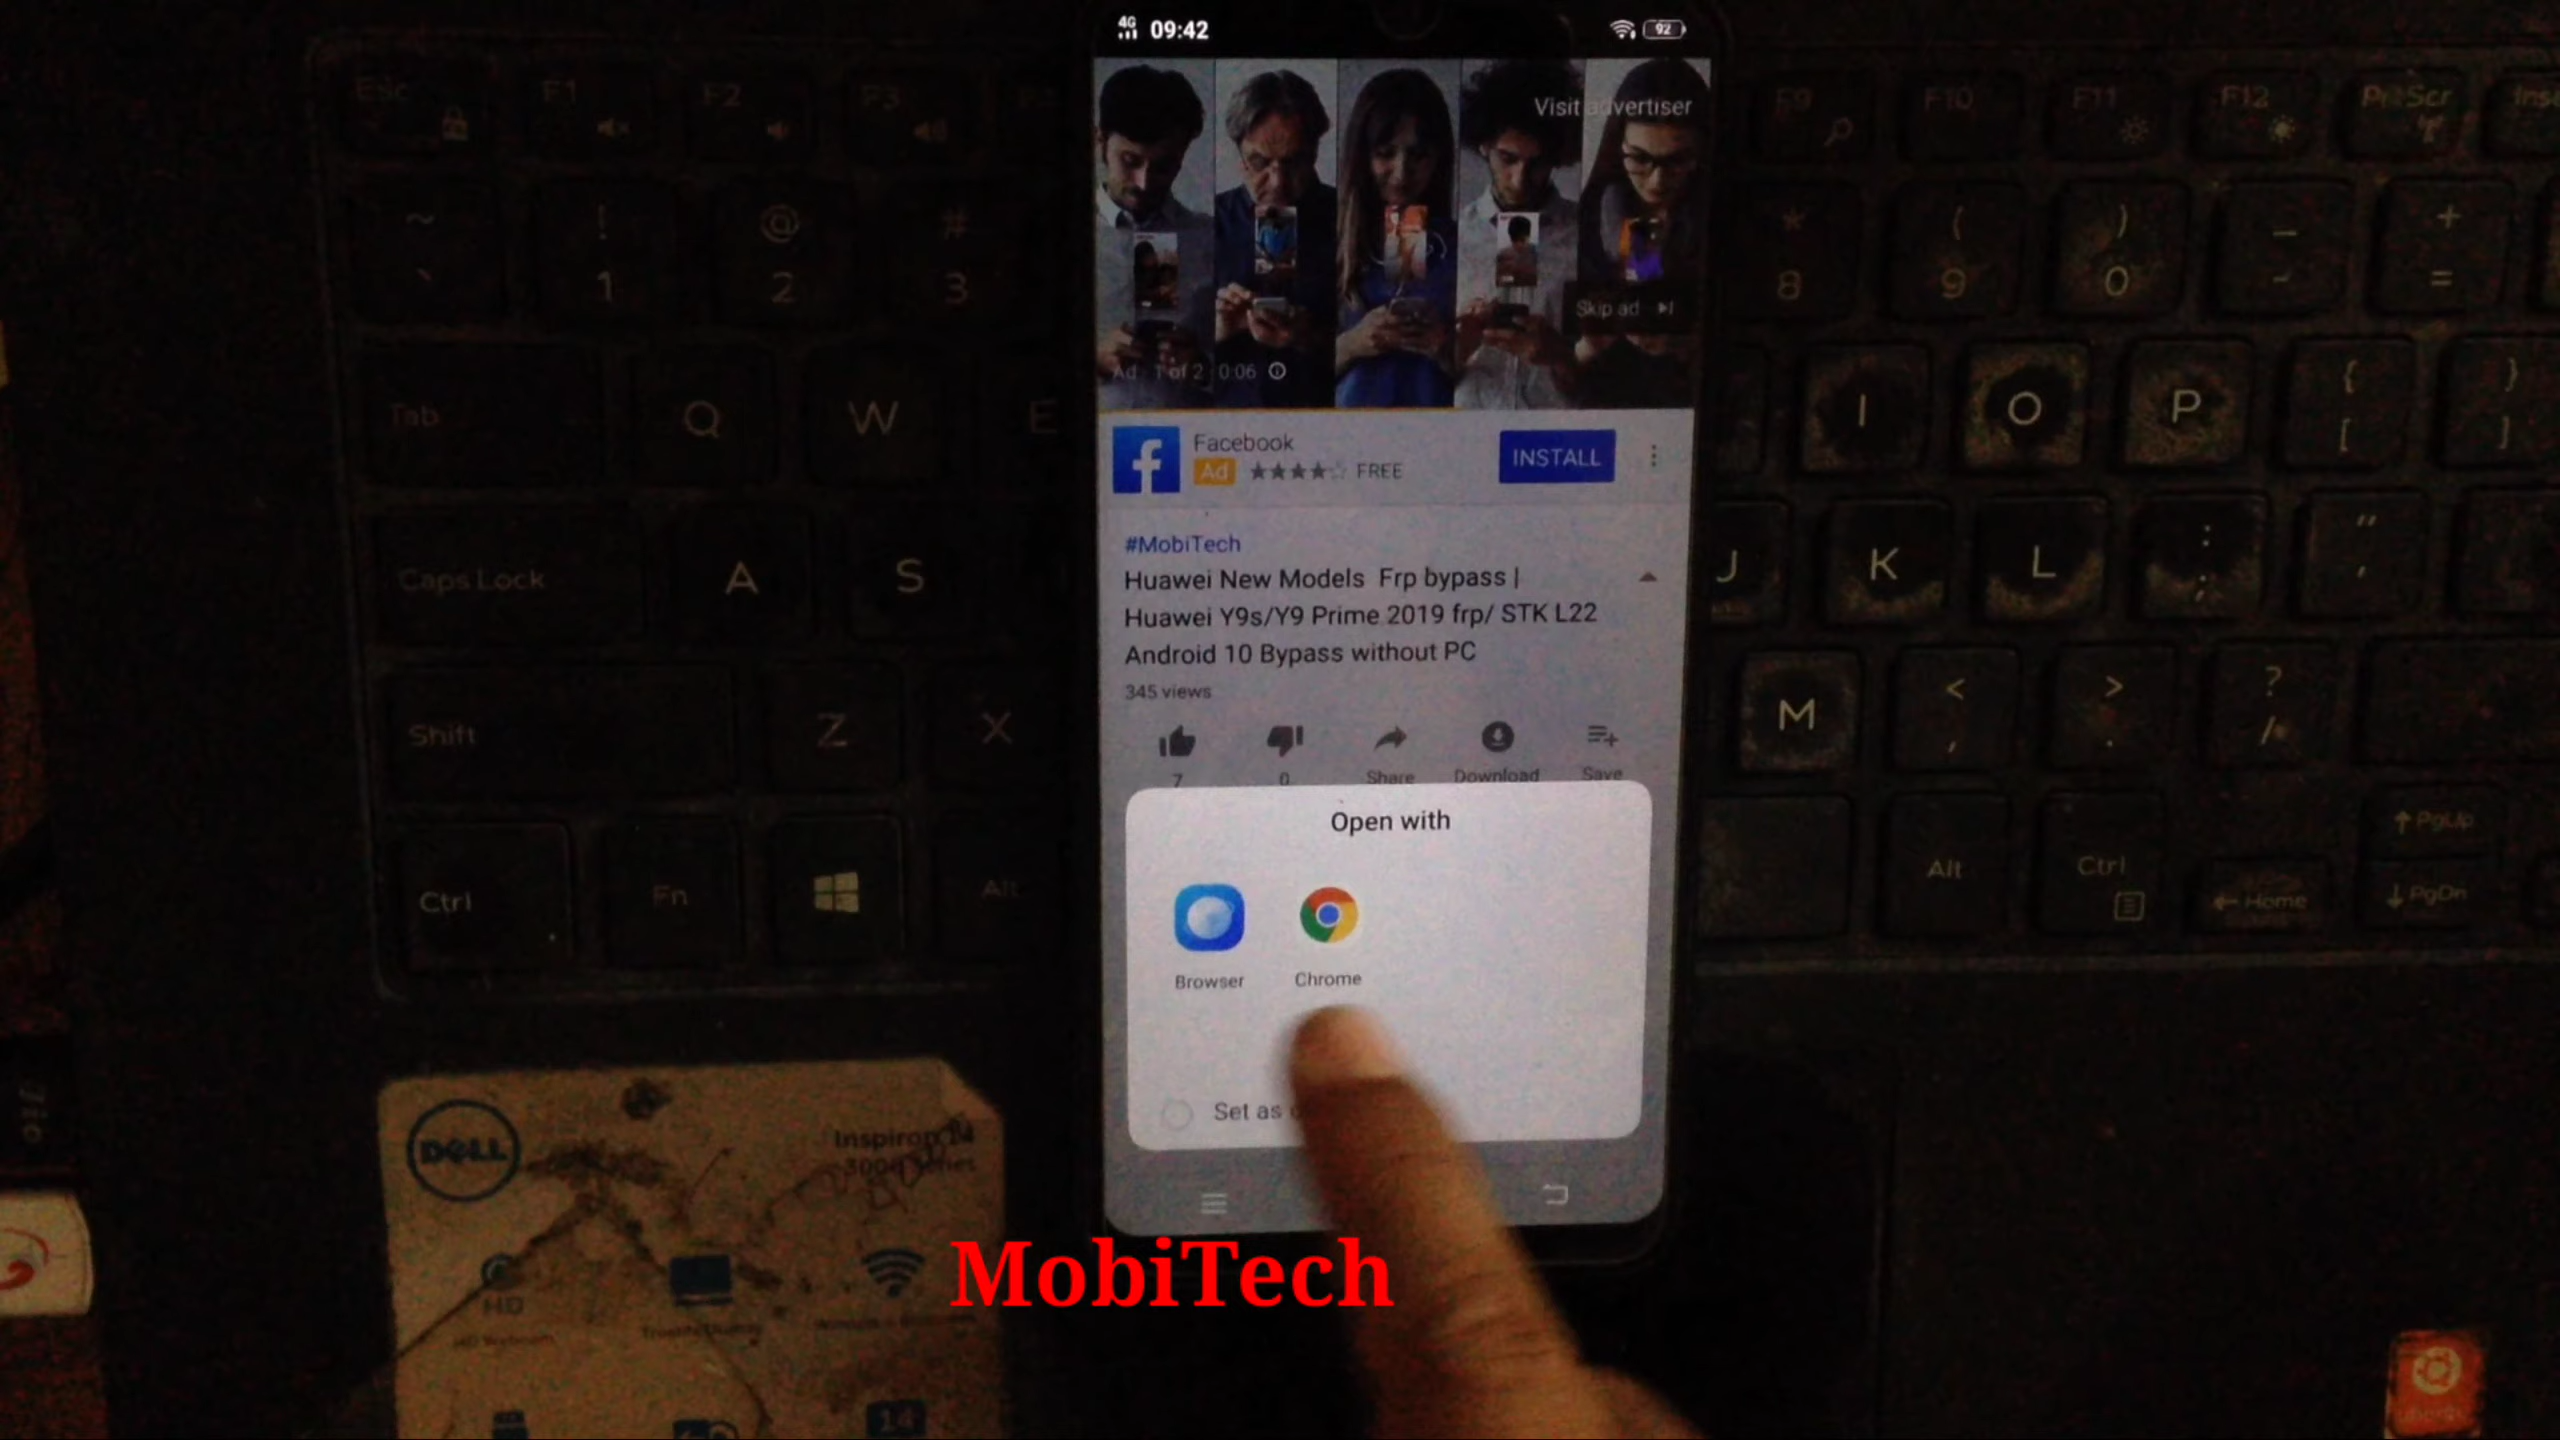 4G 09:42 92
Visit advertiser
Skip ad
Ad 1 of 2 0:06
Facebook
Ad FREE
INSTALL
#MobiTech
Huawei New Models Frp bypass |
Huawei Y9s/Y9 Prime 2019 frp/ STK L22
Android 10 Bypass without PC
345 views
7 0 Share Download Save
Open with
Browser Chrome
Set as
MobiTech
Esc F1 F2 F3
~ ! @ #
` 1 2 3
Tab Q W E
Caps Lock A S
Shift Z X
Ctrl Fn Alt
F9 F10 F11 F12 PrtScr
* ( ) _ +
8 9 0 - =
I O P { }
[ ]
J K L : "
; '
M < > ?
, . /
Alt Ctrl Home PgUp
PgDn
DELL
Inspiron 14
3000 Series
HD
14
Jio